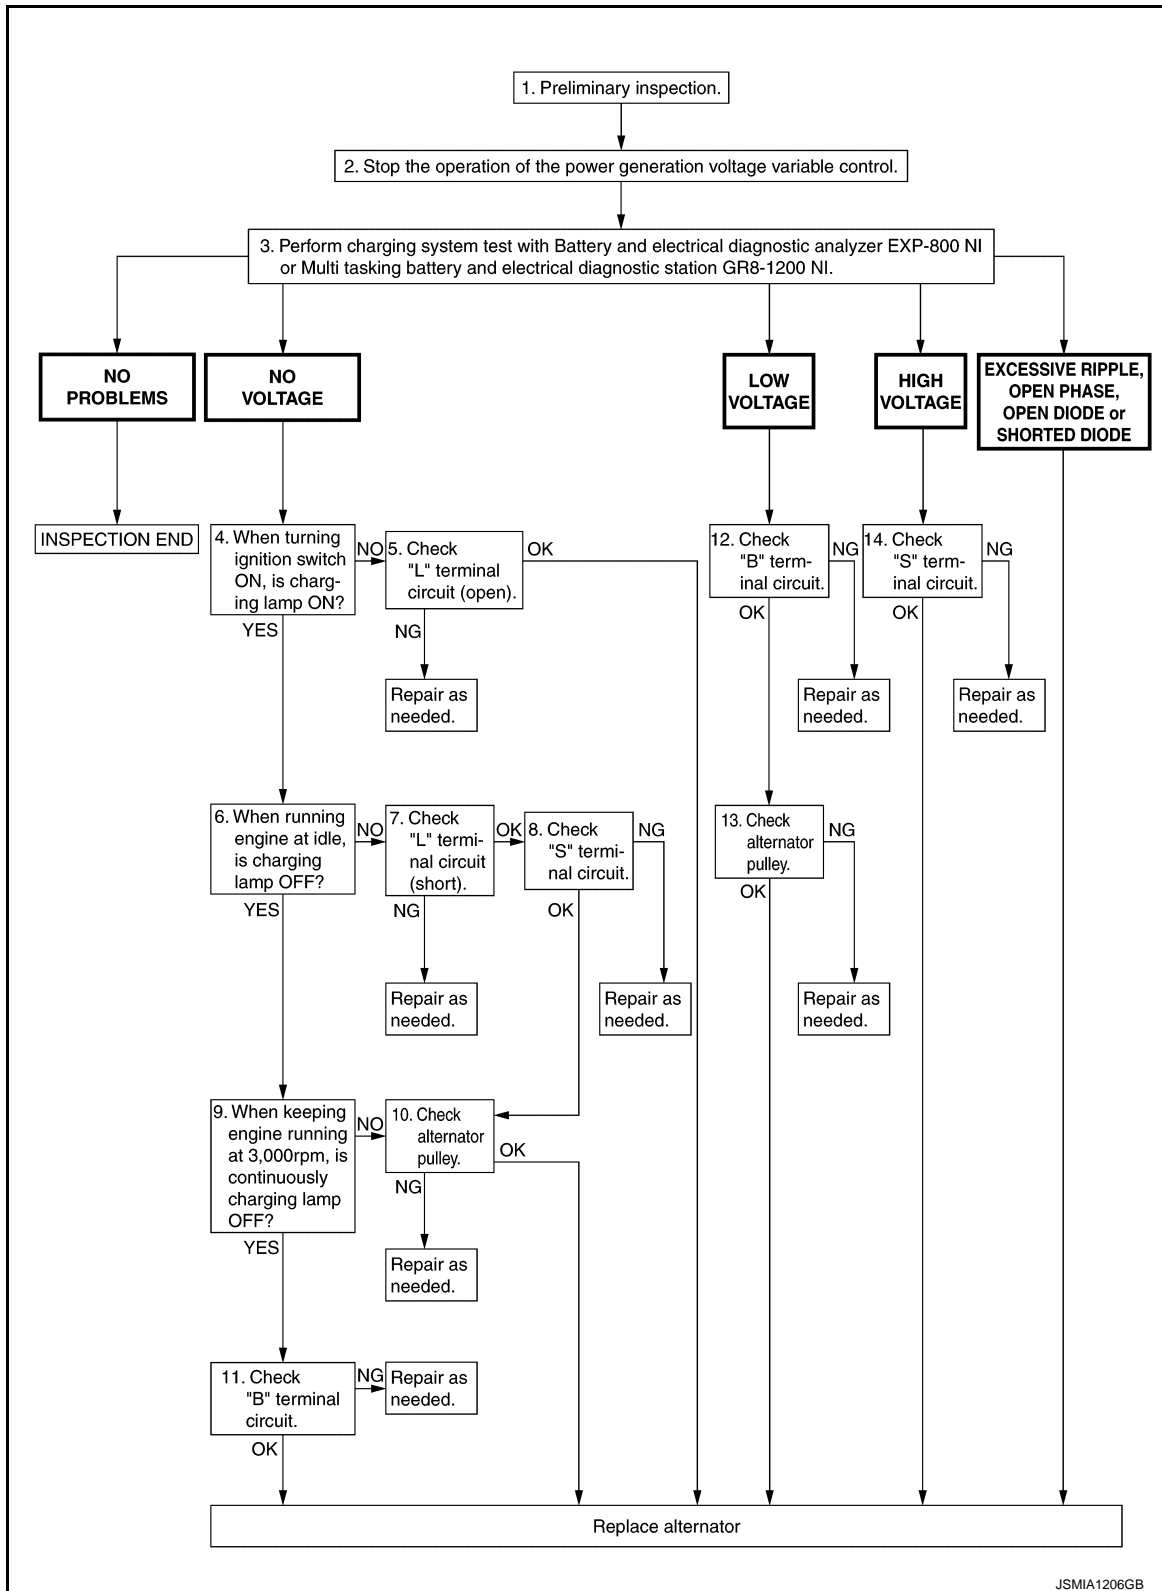 1. Preliminary inspection.
2. Stop the operation of the power generation voltage variable control.
3. Perform charging system test with Battery and electrical diagnostic analyzer EXP-800 NI
or Multi tasking battery and electrical diagnostic station GR8-1200 NI.
NO
PROBLEMS
NO
VOLTAGE
LOW
VOLTAGE
HIGH
VOLTAGE
EXCESSIVE RIPPLE,
OPEN PHASE,
OPEN DIODE or
SHORTED DIODE
INSPECTION END
4. When turning
ignition switch
ON, is charg-
ing lamp ON?
NO
YES
5. Check
"L" terminal
circuit (open).
OK
NG
Repair as
needed.
12. Check
"B" term-
inal circuit.
NG
OK
Repair as
needed.
14. Check
"S" term-
inal circuit.
NG
OK
Repair as
needed.
6. When running
engine at idle,
is charging
lamp OFF?
NO
YES
7. Check
"L" termi-
nal circuit
(short).
OK
NG
Repair as
needed.
8. Check
"S" termi-
nal circuit.
NG
OK
Repair as
needed.
13. Check
alternator
pulley.
NG
OK
Repair as
needed.
9. When keeping
engine running
at 3,000rpm, is
continuously
charging lamp
OFF?
NO
YES
10. Check
alternator
pulley.
OK
NG
Repair as
needed.
11. Check
"B" terminal
circuit.
NG
OK
Repair as
needed.
Replace alternator
JSMIA1206GB